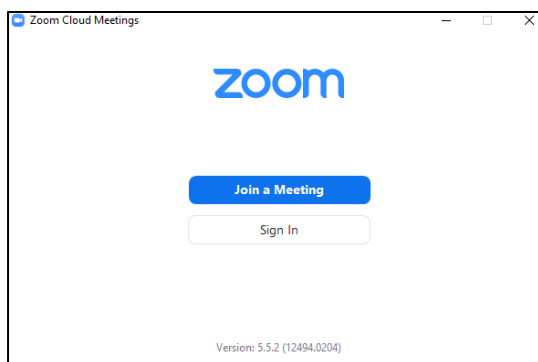 Zoom Cloud Meetings
zoom
Join a Meeting
Sign In
Version: 5.5.2 (12494.0204)